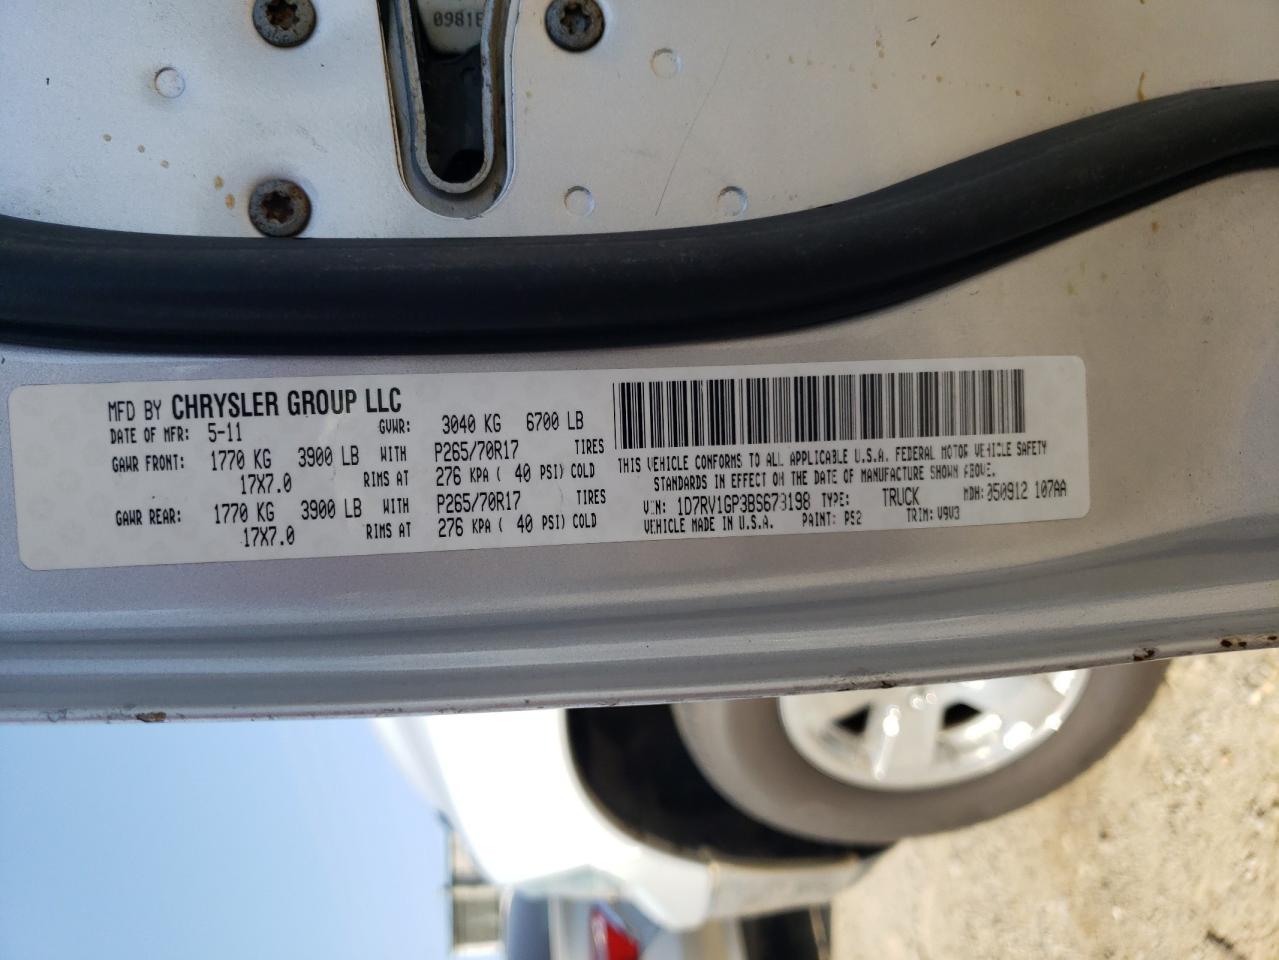 0981
MFD BY CHRYSLER GROUP LLC
DATE OF MFR: 5-11 GVWR: 3040 KG 6700 LB
GAWR FRONT: 1770 KG 3900 LB WITH P265/70R17 TIRES
17X7.0 RIMS AT 276 KPA ( 40 PSI) COLD
GAWR REAR: 1770 KG 3900 LB WITH P265/70R17 TIRES
17X7.0 RIMS AT 276 KPA ( 40 PSI) COLD
THIS VEHICLE CONFORMS TO ALL APPLICABLE U.S.A. FEDERAL MOTOR VEHICLE SAFETY
STANDARDS IN EFFECT ON THE DATE OF MANUFACTURE SHOWN ABOVE.
VIN: 1D7RV1GP3BS673198 TYPE: TRUCK MDH: 050912 107AA
VEHICLE MADE IN U.S.A. PAINT: PS2 TRIM: V9V3